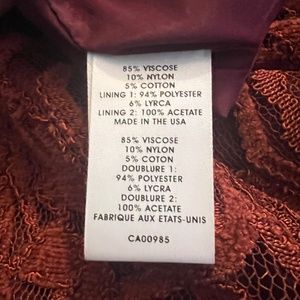 85% VISCOSE
10% NYLON
5% COTTON
LINING 1: 94% POLYESTER
6% LYRCA
LINING 2: 100% ACETATE
MADE IN THE USA
85% VISCOSE
10% NYLON
5% COTON
DOUBLURE 1:
94% POLYESTER
6% LYCRA
DOUBLURE 2:
100% ACETATE
FABRIQUE AUX ETATS-UNIS
CA00985